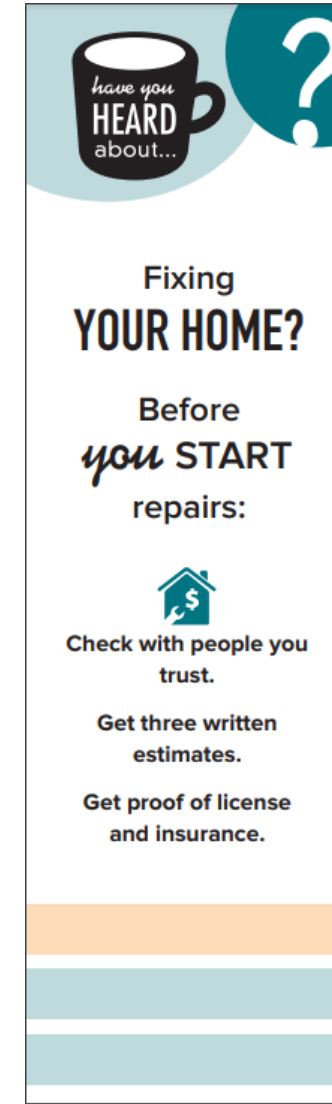 have you
HEARD
about...
?
Fixing
YOUR HOME?
Before
you START
repairs:
$
Check with people you
trust.
Get three written
estimates.
Get proof of license
and insurance.